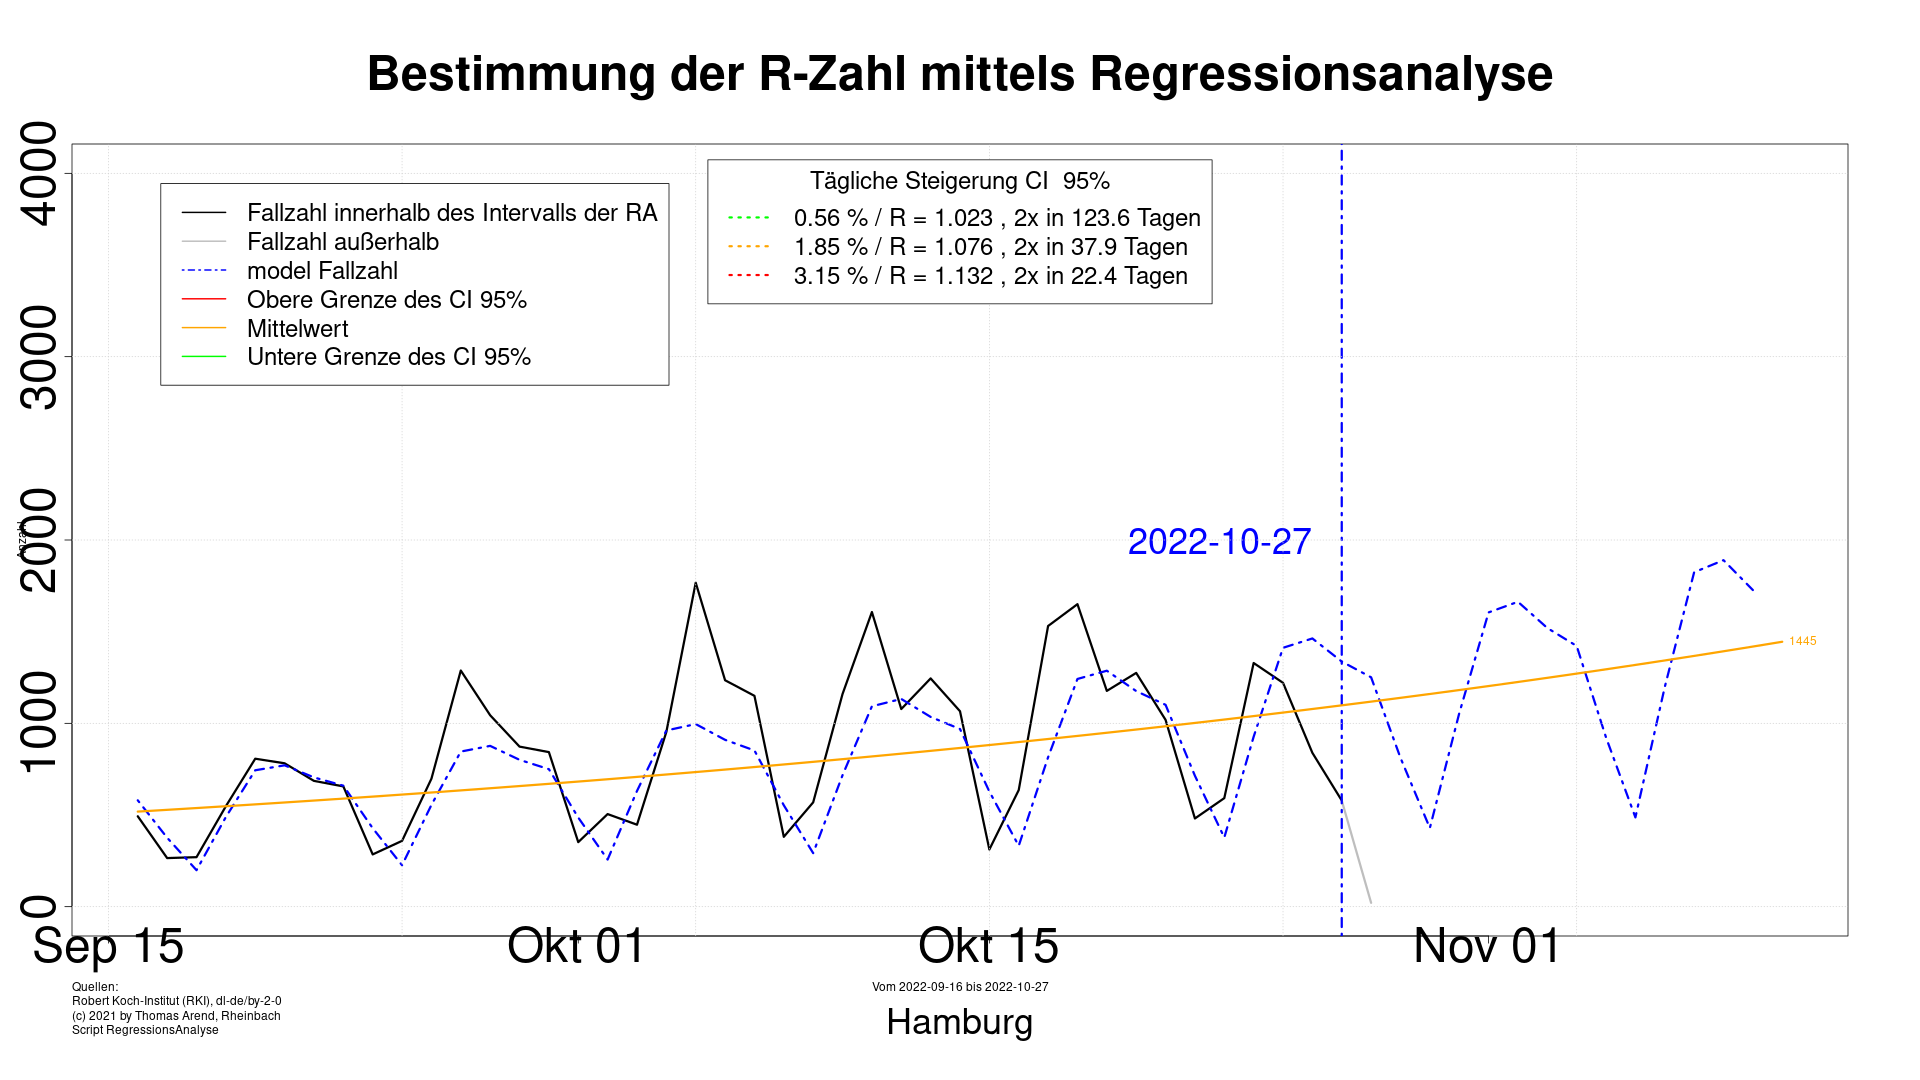 Bestimmung der R-Zahl mittels Regressionsanalyse
4000
3000
2000
1000
0
Anzahl
Fallzahl innerhalb des Intervalls der RA
Fallzahl außerhalb
model Fallzahl
Obere Grenze des CI 95%
Mittelwert
Untere Grenze des CI 95%
Tägliche Steigerung CI 95%
0.56 % / R = 1.023 , 2x in 123.6 Tagen
1.85 % / R = 1.076 , 2x in 37.9 Tagen
3.15 % / R = 1.132 , 2x in 22.4 Tagen
2022-10-27
1445
Sep 15
Okt 01
Okt 15
Nov 01
Quellen:
Robert Koch-Institut (RKI), dl-de/by-2-0
(c) 2021 by Thomas Arend, Rheinbach
Script RegressionsAnalyse
Vom 2022-09-16 bis 2022-10-27
Hamburg